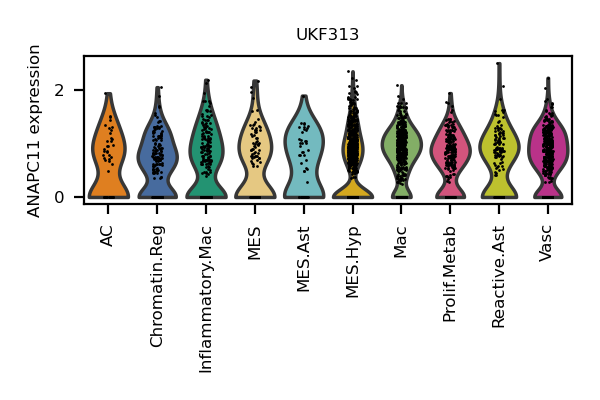 UKF313
ANAPC11 expression
2
0
AC
Chromatin.Reg
Inflammatory.Mac
MES
MES.Ast
MES.Hyp
Mac
Prolif.Metab
Reactive.Ast
Vasc